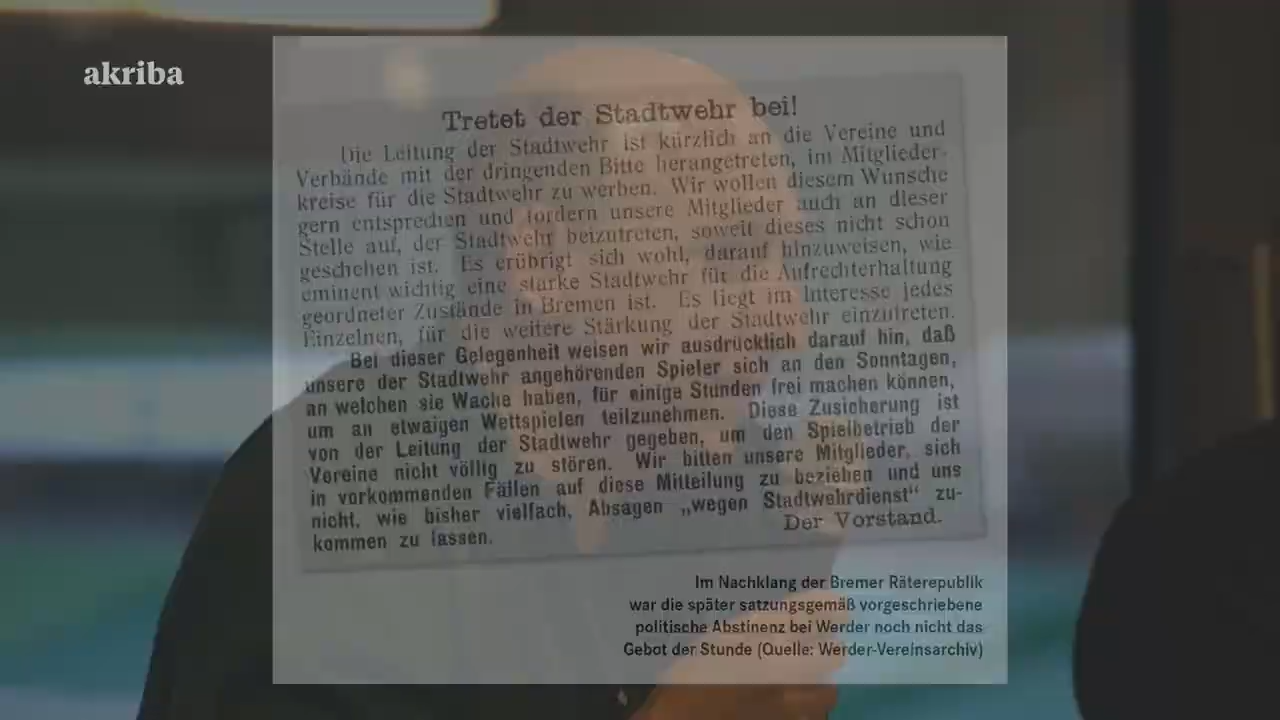 akriba
Tretet der Stadtwehr bei!
Die Leitung der Stadtwehr ist kürzlich an die Vereine und
Verbände mit der dringenden Bitte herangetreten, im Mitglieder-
kreise für die Stadtwehr zu werben. Wir wollen diesem Wunsche
gern entsprechen und fordern unsere Mitglieder auch an dieser
Stelle auf, der Stadtwehr beizutreten, soweit dieses nicht schon
geschehen ist. Es erübrigt sich wohl, darauf hinzuweisen, wie
eminent wichtig eine starke Stadtwehr für die Aufrechterhaltung
geordneter Zustände in Bremen ist. Es liegt im Interesse jedes
Einzelnen, für die weitere Stärkung der Stadtwehr einzutreten.
Bei dieser Gelegenheit weisen wir ausdrücklich darauf hin, daß
unsere der Stadtwehr angehörenden Spieler sich an den Sonntagen,
an welchen sie Wache haben, für einige Stunden frei machen können,
um an etwaigen Wettspielen teilzunehmen. Diese Zusicherung ist
von der Leitung der Stadtwehr gegeben, um den Spielbetrieb der
Vereine nicht völlig zu stören. Wir bitten unsere Mitglieder, sich
in vorkommenden Fällen auf diese Mitteilung zu beziehen und uns
nicht, wie bisher vielfach, Absagen „wegen Stadtwehrdienst“ zu-
kommen zu lassen.
Der Vorstand.
Im Nachklang der Bremer Räterepublik
war die später satzungsgemäß vorgeschriebene
politische Abstinenz bei Werder noch nicht das
Gebot der Stunde (Quelle: Werder-Vereinsarchiv)